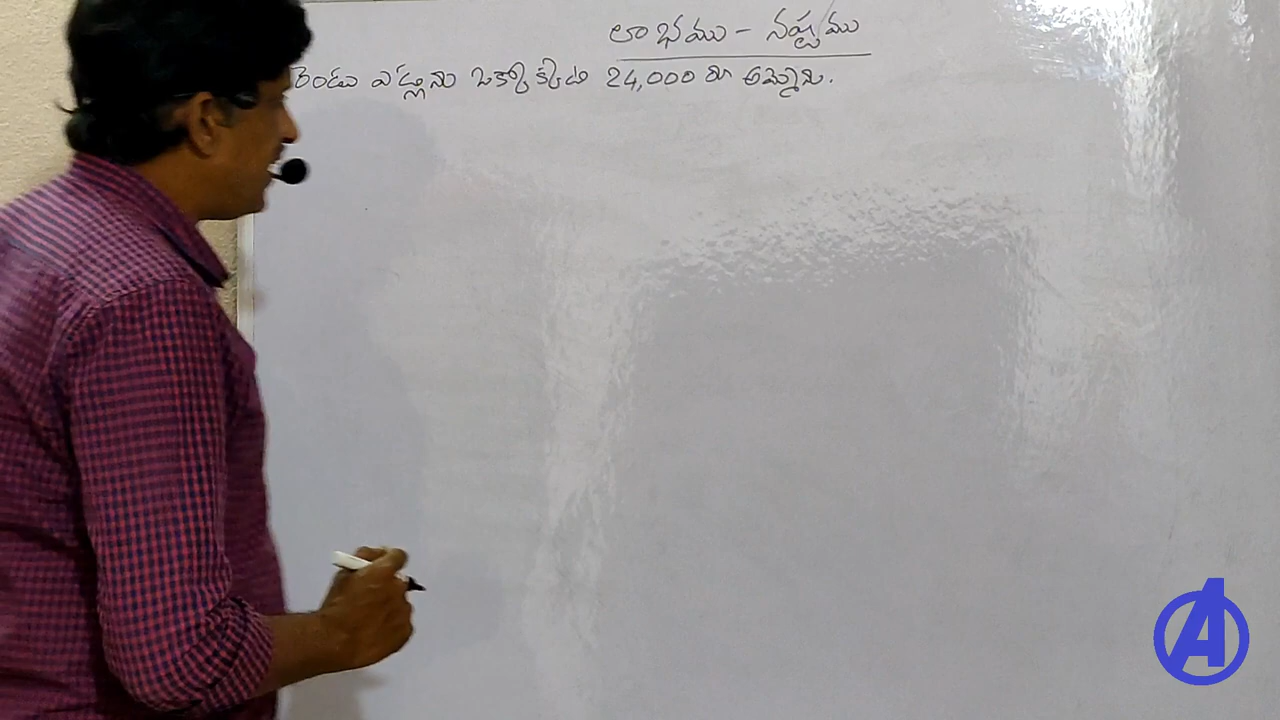 లాభము - నష్టము
రెండు ఎడ్లను ఒక్కొక్కటి 24,000 రూ అమ్మెను.